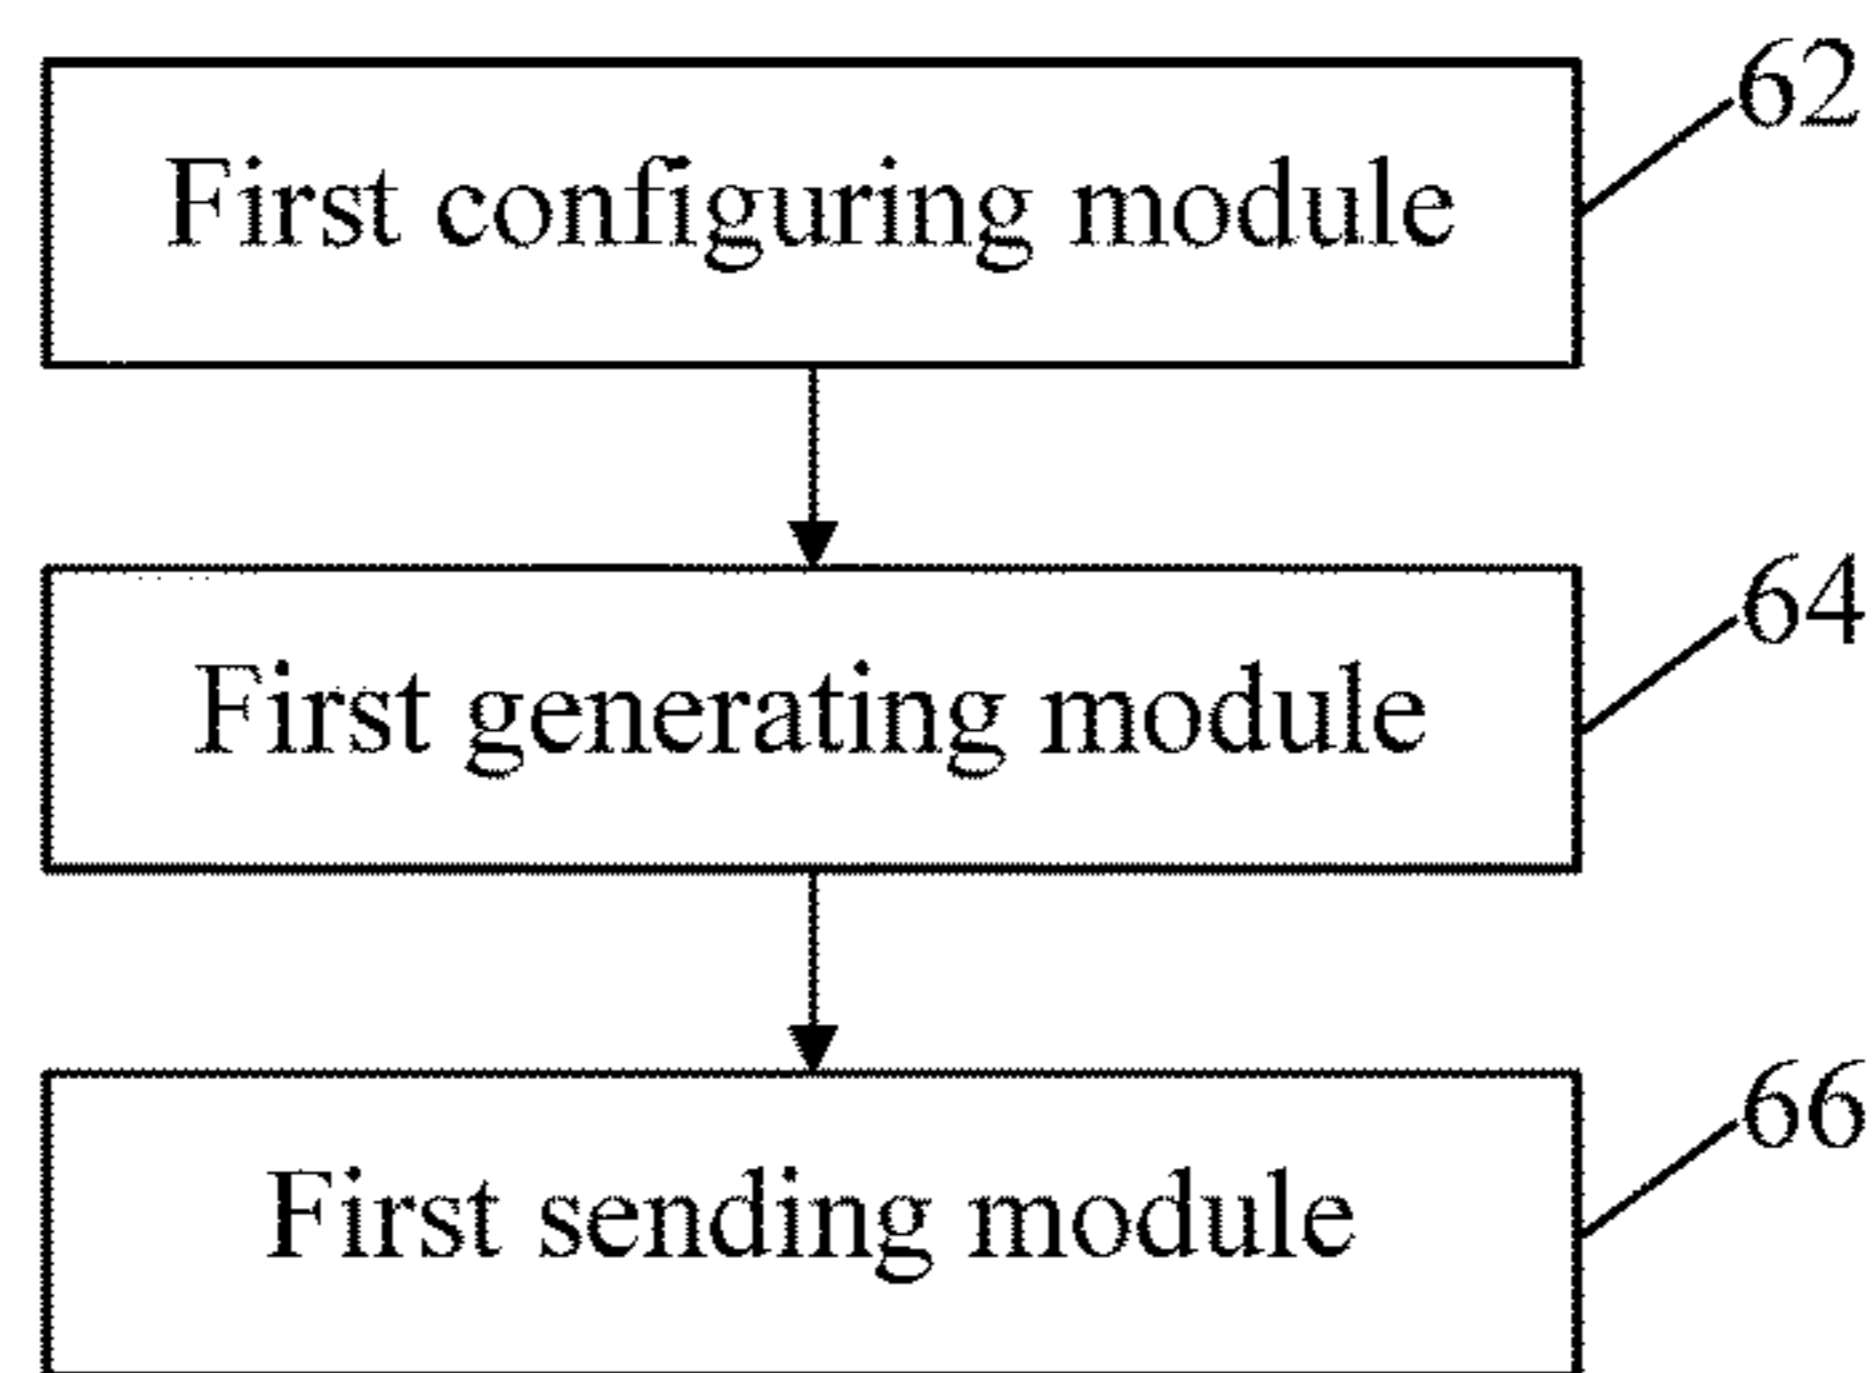 62
First configuring module
64
First generating module
66
First sending module